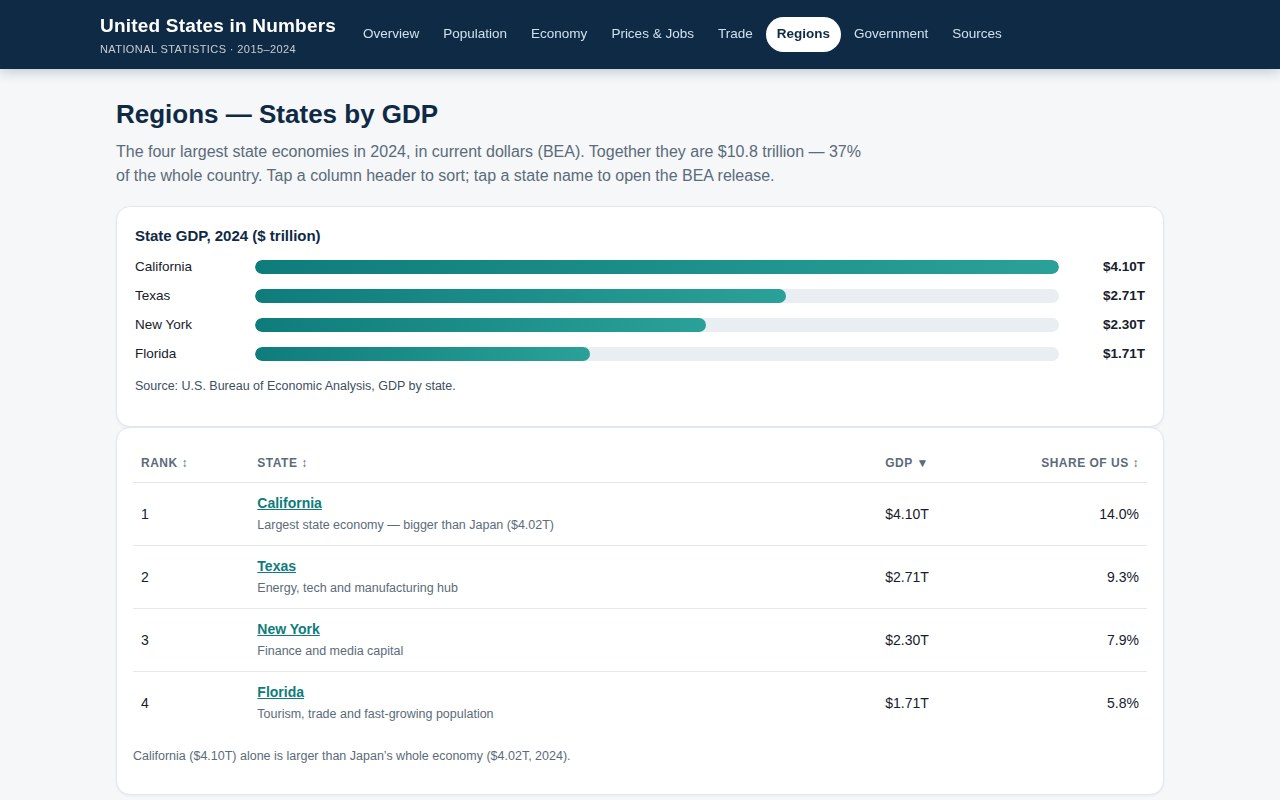 United States in Numbers
NATIONAL STATISTICS · 2015–2024
Overview Population Economy Prices & Jobs Trade Regions Government Sources
Regions — States by GDP
The four largest state economies in 2024, in current dollars (BEA). Together they are $10.8 trillion — 37%
of the whole country. Tap a column header to sort; tap a state name to open the BEA release.
State GDP, 2024 ($ trillion)
California $4.10T
Texas $2.71T
New York $2.30T
Florida $1.71T
Source: U.S. Bureau of Economic Analysis, GDP by state.
RANK ↕ STATE ↕ GDP ▼ SHARE OF US ↕
1 California $4.10T 14.0%
Largest state economy — bigger than Japan ($4.02T)
2 Texas $2.71T 9.3%
Energy, tech and manufacturing hub
3 New York $2.30T 7.9%
Finance and media capital
4 Florida $1.71T 5.8%
Tourism, trade and fast-growing population
California ($4.10T) alone is larger than Japan’s whole economy ($4.02T, 2024).